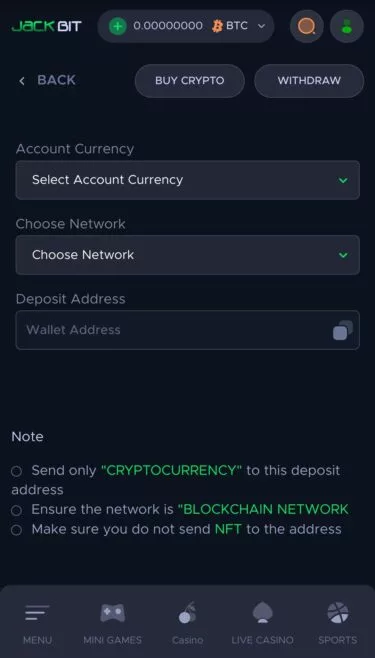 JACKBIT
0.00000000 BTC
BACK
BUY CRYPTO
WITHDRAW
Account Currency
Select Account Currency
Choose Network
Choose Network
Deposit Address
Wallet Address
Note
Send only "CRYPTOCURRENCY" to this deposit
address
Ensure the network is "BLOCKCHAIN NETWORK
Make sure you do not send NFT to the address
MENU
MINI GAMES
Casino
LIVE CASINO
SPORTS